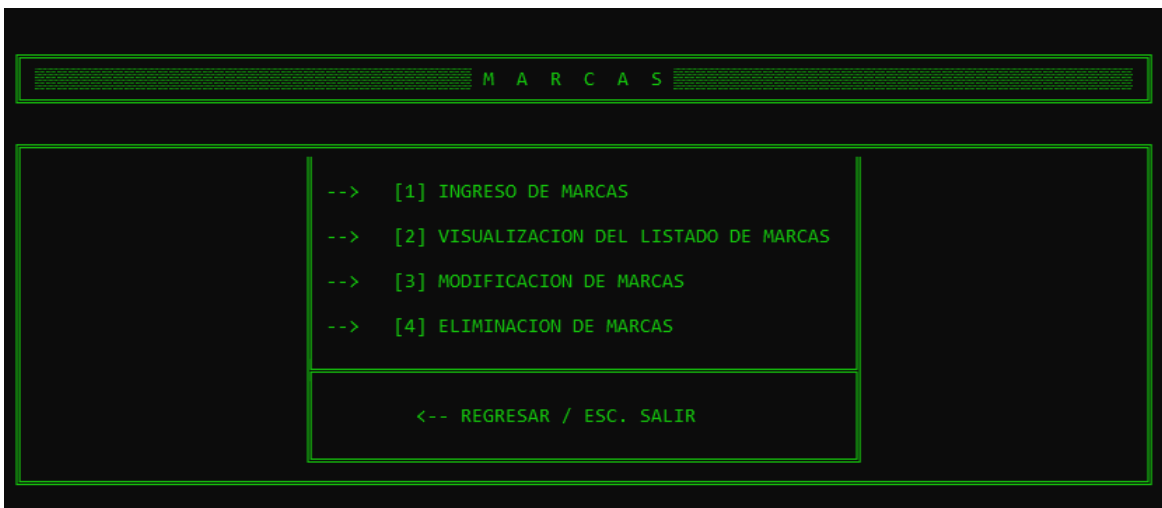 M A R C A S
--> [1] INGRESO DE MARCAS
--> [2] VISUALIZACION DEL LISTADO DE MARCAS
--> [3] MODIFICACION DE MARCAS
--> [4] ELIMINACION DE MARCAS
<-- REGRESAR / ESC. SALIR